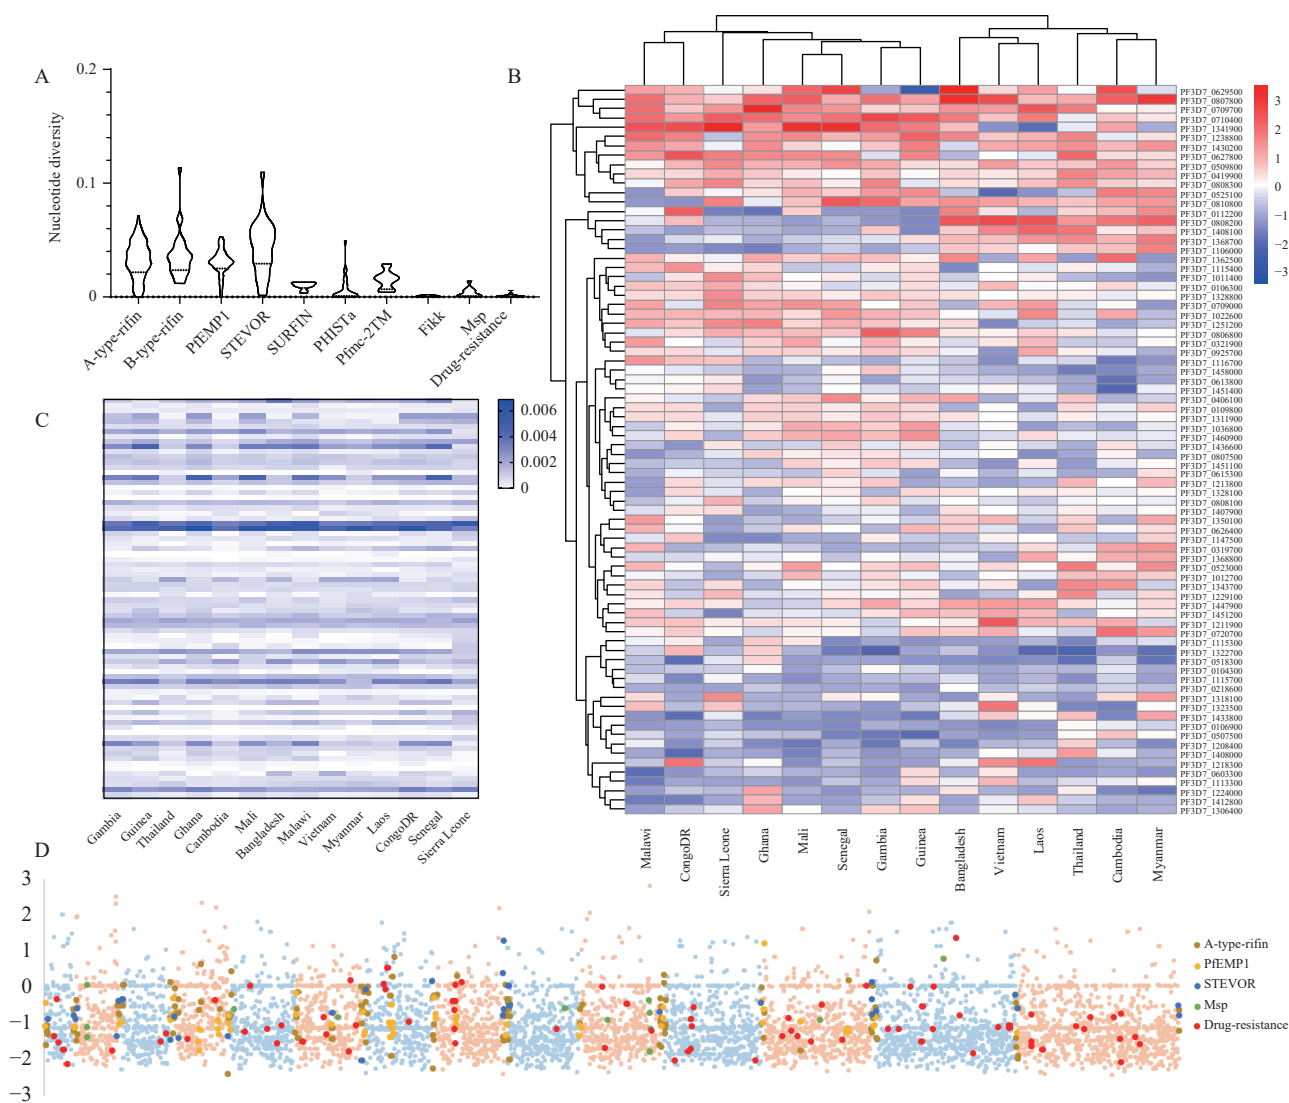 A
0.2
0.1
0
Nucleotide diversity
A-type-rifin
B-type-rifin
PfEMP1
STEVOR
SURFIN
PHISTa
Pfmc-2TM
Fikk
Msp
Drug-resistance
B
PF3D7_0629500
PF3D7_0807800
PF3D7_0709700
PF3D7_0710400
PF3D7_1341900
PF3D7_1238800
PF3D7_1430200
PF3D7_0627800
PF3D7_0509800
PF3D7_0419900
PF3D7_0808300
PF3D7_0525100
PF3D7_0810800
PF3D7_0112200
PF3D7_0808200
PF3D7_1408100
PF3D7_1368700
PF3D7_1106000
PF3D7_1362500
PF3D7_1115400
PF3D7_1011400
PF3D7_0106300
PF3D7_1328800
PF3D7_0709000
PF3D7_1022600
PF3D7_1251200
PF3D7_0806800
PF3D7_0321900
PF3D7_0925700
PF3D7_1116700
PF3D7_1458000
PF3D7_0613800
PF3D7_1451400
PF3D7_0406100
PF3D7_0109800
PF3D7_1311900
PF3D7_1036800
PF3D7_1460900
PF3D7_1436600
PF3D7_0807500
PF3D7_1451100
PF3D7_0615300
PF3D7_1213800
PF3D7_1328100
PF3D7_0808100
PF3D7_1407900
PF3D7_1350100
PF3D7_0626400
PF3D7_1147500
PF3D7_0319700
PF3D7_1368800
PF3D7_0523000
PF3D7_1012700
PF3D7_1343700
PF3D7_1229100
PF3D7_1447900
PF3D7_1451200
PF3D7_1211900
PF3D7_0720700
PF3D7_1115300
PF3D7_1322700
PF3D7_0518300
PF3D7_0104300
PF3D7_1115700
PF3D7_0218600
PF3D7_1318100
PF3D7_1323500
PF3D7_1433800
PF3D7_0106900
PF3D7_0507500
PF3D7_1208400
PF3D7_1408000
PF3D7_1218300
PF3D7_0603300
PF3D7_1113300
PF3D7_1224000
PF3D7_1412800
PF3D7_1306400
3
2
1
0
−1
−2
−3
Malawi
CongoDR
Sierra Leone
Ghana
Mali
Senegal
Gambia
Guinea
Bangladesh
Vietnam
Laos
Thailand
Cambodia
Myanmar
C
0.006
0.004
0.002
0
Gambia
Guinea
Thailand
Ghana
Cambodia
Mali
Bangladesh
Malawi
Vietnam
Myanmar
Laos
CongoDR
Senegal
Sierra Leone
D
3
2
1
0
−1
−2
−3
A-type-rifin
PfEMP1
STEVOR
Msp
Drug-resistance